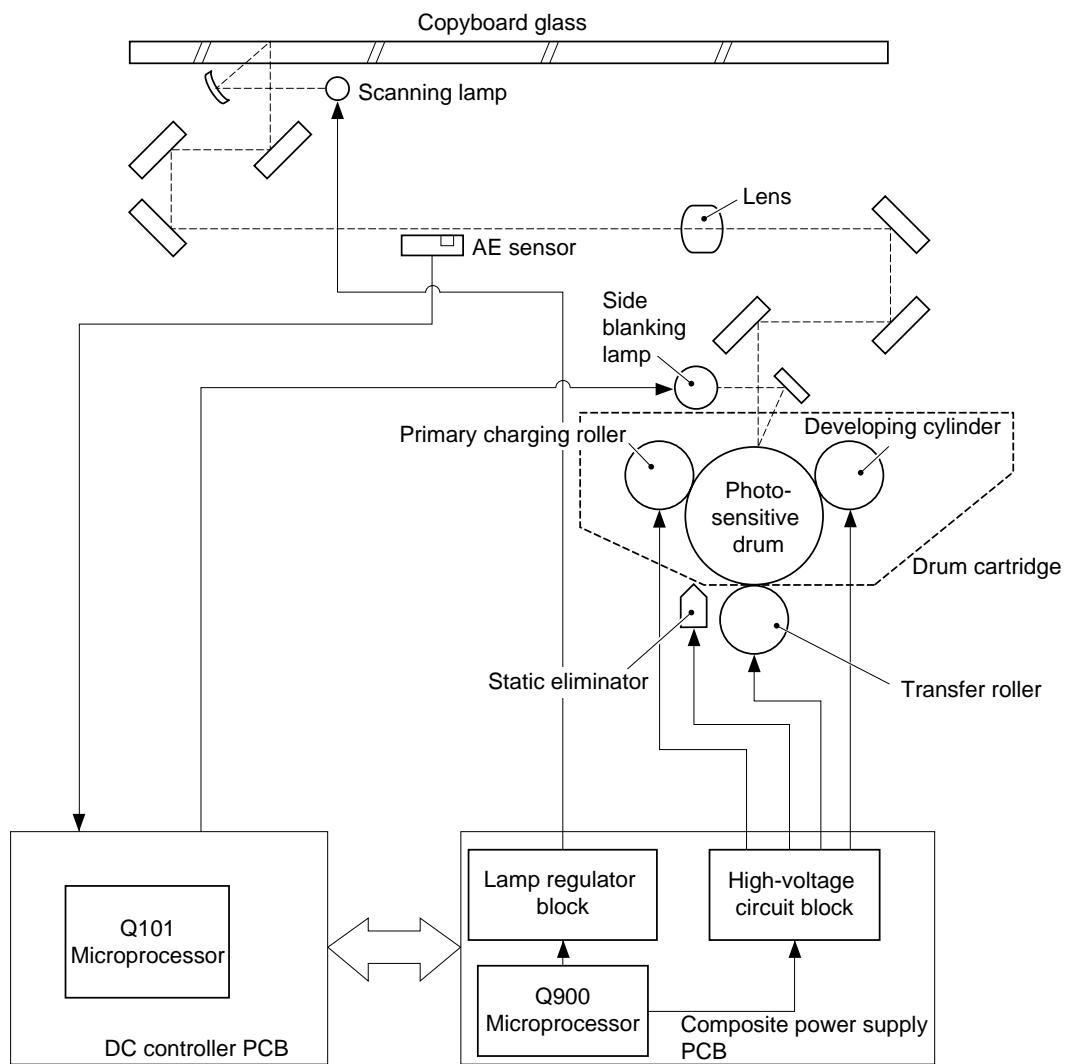 Copyboard glass
Scanning lamp
Lens
AE sensor
Side
blanking
lamp
Primary charging roller
Developing cylinder
Photo-
sensitive
drum
Drum cartridge
Static eliminator
Transfer roller
Lamp regulator
block
High-voltage
circuit block
Q101
Microprocessor
Q900
Microprocessor
Composite power supply
PCB
DC controller PCB